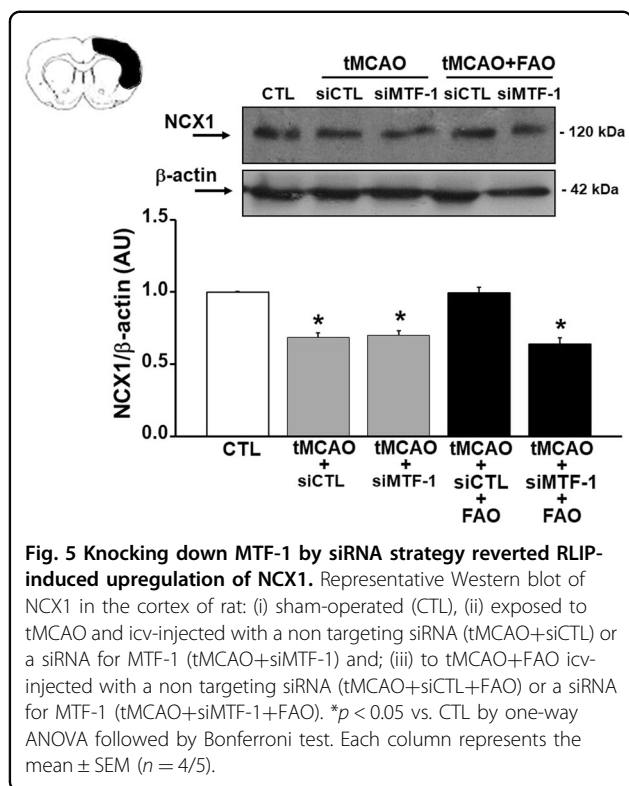 tMCAO tMCAO+FAO
CTL siCTL siMTF-1 siCTL siMTF-1
NCX1 - 120 kDa
β-actin - 42 kDa
NCX1/β-actin (AU)
1.5
1.0
0.5
0.0
* * *
CTL
tMCAO + siCTL
tMCAO + siMTF-1
tMCAO + siCTL + FAO
tMCAO + siMTF-1 + FAO
Fig. 5 Knocking down MTF-1 by siRNA strategy reverted RLIP-
induced upregulation of NCX1. Representative Western blot of
NCX1 in the cortex of rat: (i) sham-operated (CTL), (ii) exposed to
tMCAO and icv-injected with a non targeting siRNA (tMCAO+siCTL) or
a siRNA for MTF-1 (tMCAO+siMTF-1) and; (iii) to tMCAO+FAO icv-
injected with a non targeting siRNA (tMCAO+siCTL+FAO) or a siRNA
for MTF-1 (tMCAO+siMTF-1+FAO). *p < 0.05 vs. CTL by one-way
ANOVA followed by Bonferroni test. Each column represents the
mean ± SEM (n = 4/5).